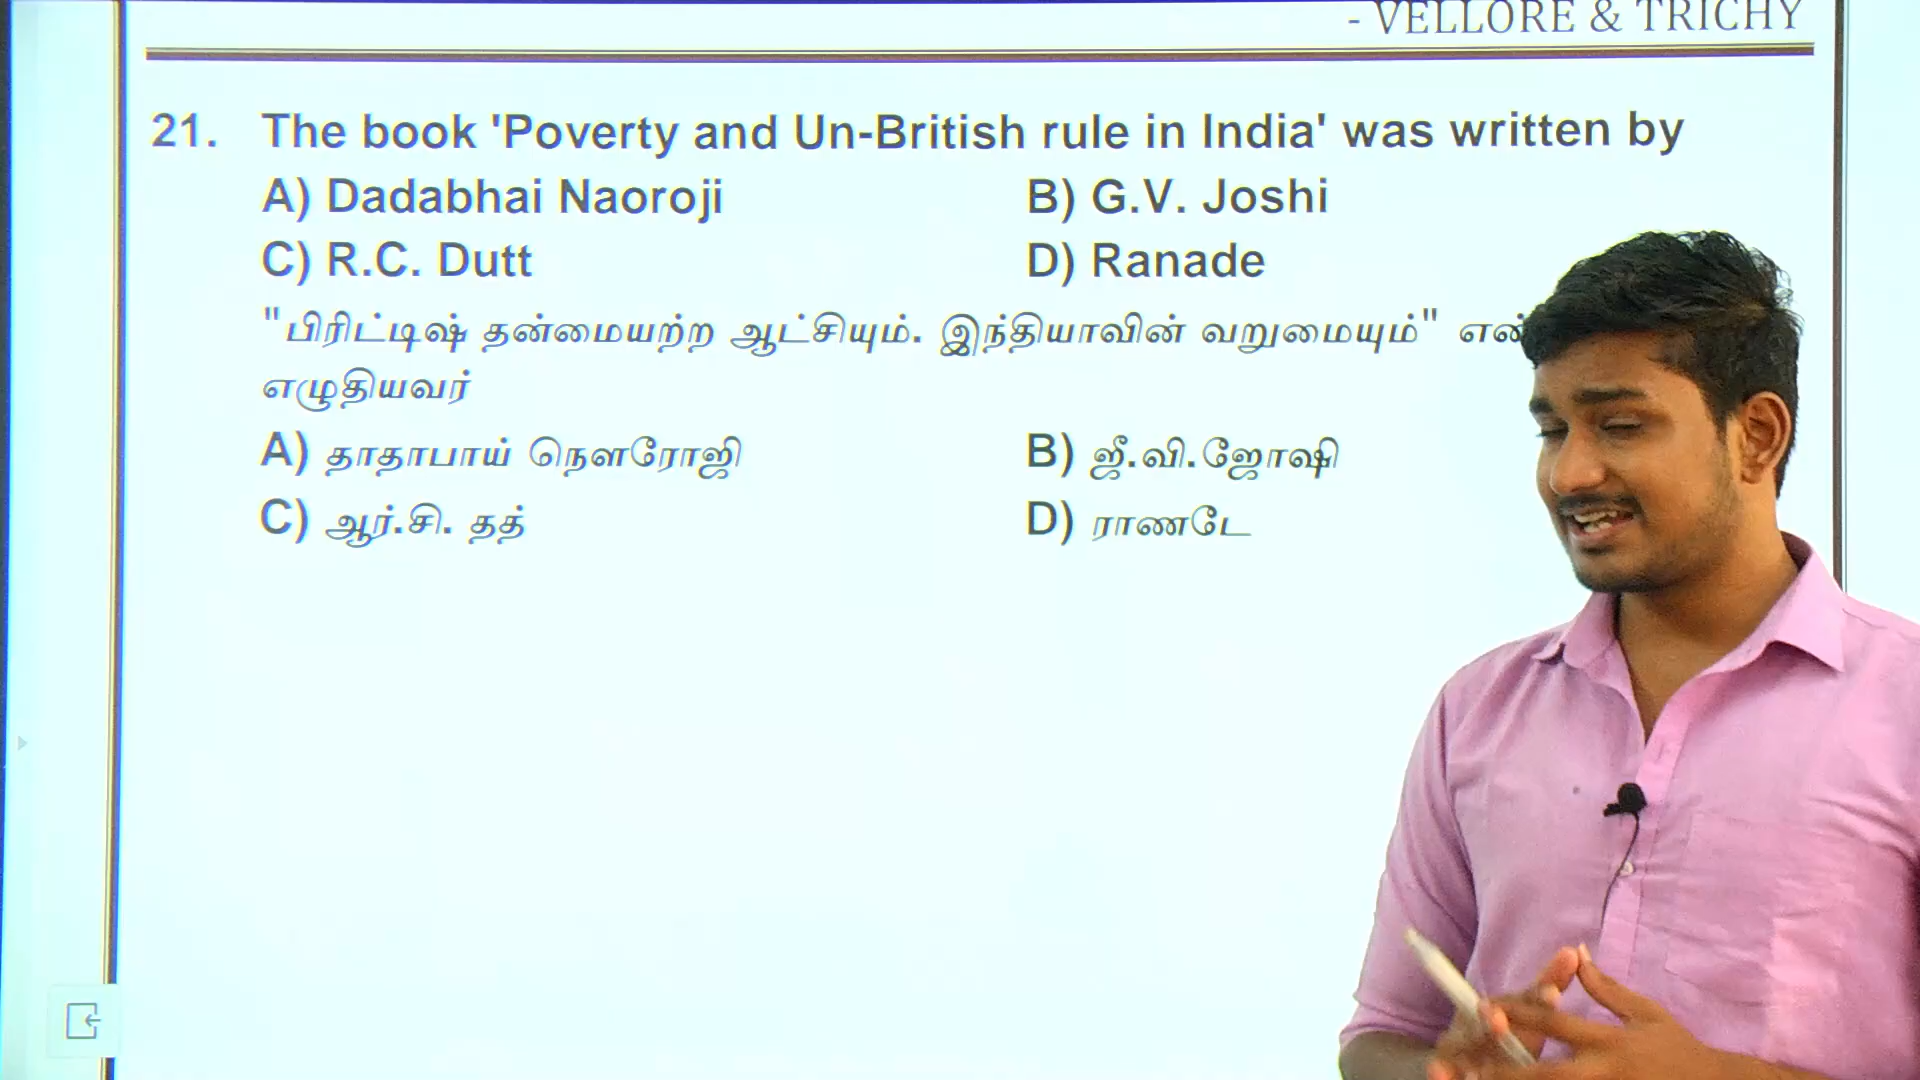 - VELLORE & TRICHY
21. The book 'Poverty and Un-British rule in India' was written by
A) Dadabhai Naoroji B) G.V. Joshi
C) R.C. Dutt D) Ranade
"பிரிட்டிஷ் தன்மையற்ற ஆட்சியும். இந்தியாவின் வறுமையும்"
எழுதியவர்
A) தாதாபாய் நௌரோஜி B) ஜீ.வி.ஜோஷி
C) ஆர்.சி. தத் D) ராணடே